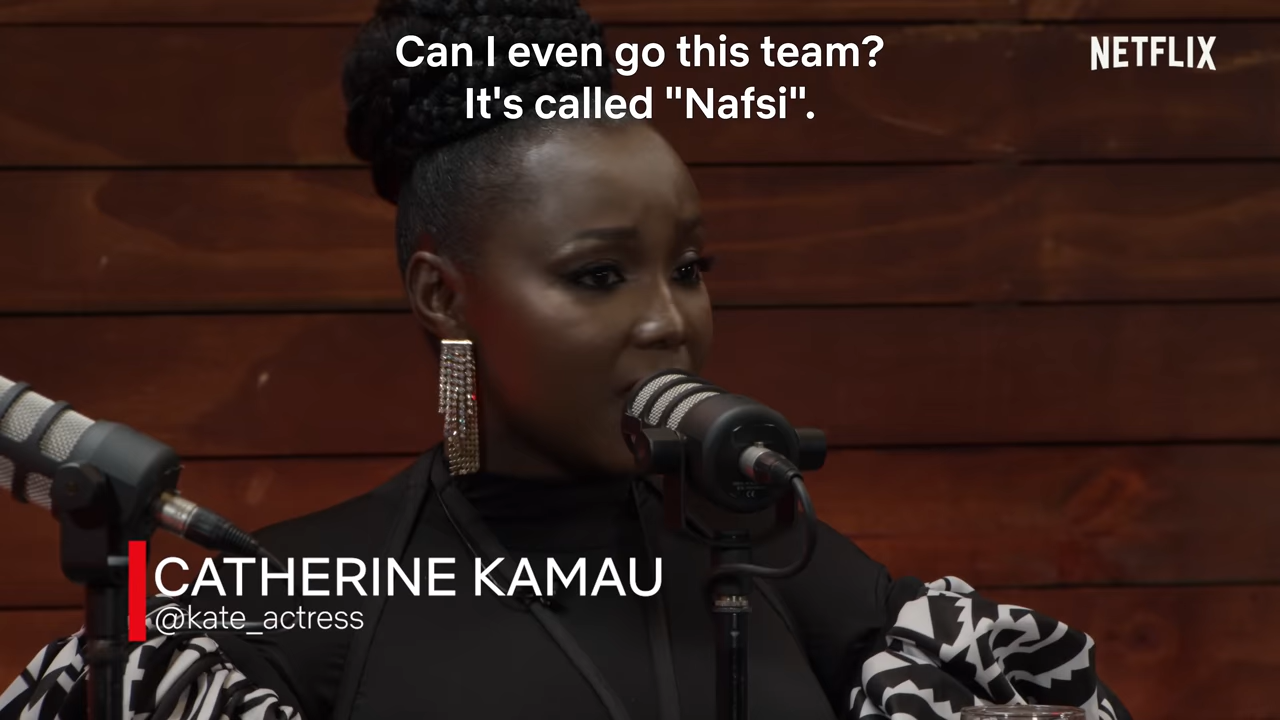 Can I even go this team?
It's called "Nafsi".
NETFLIX
CATHERINE KAMAU
@kate_actress